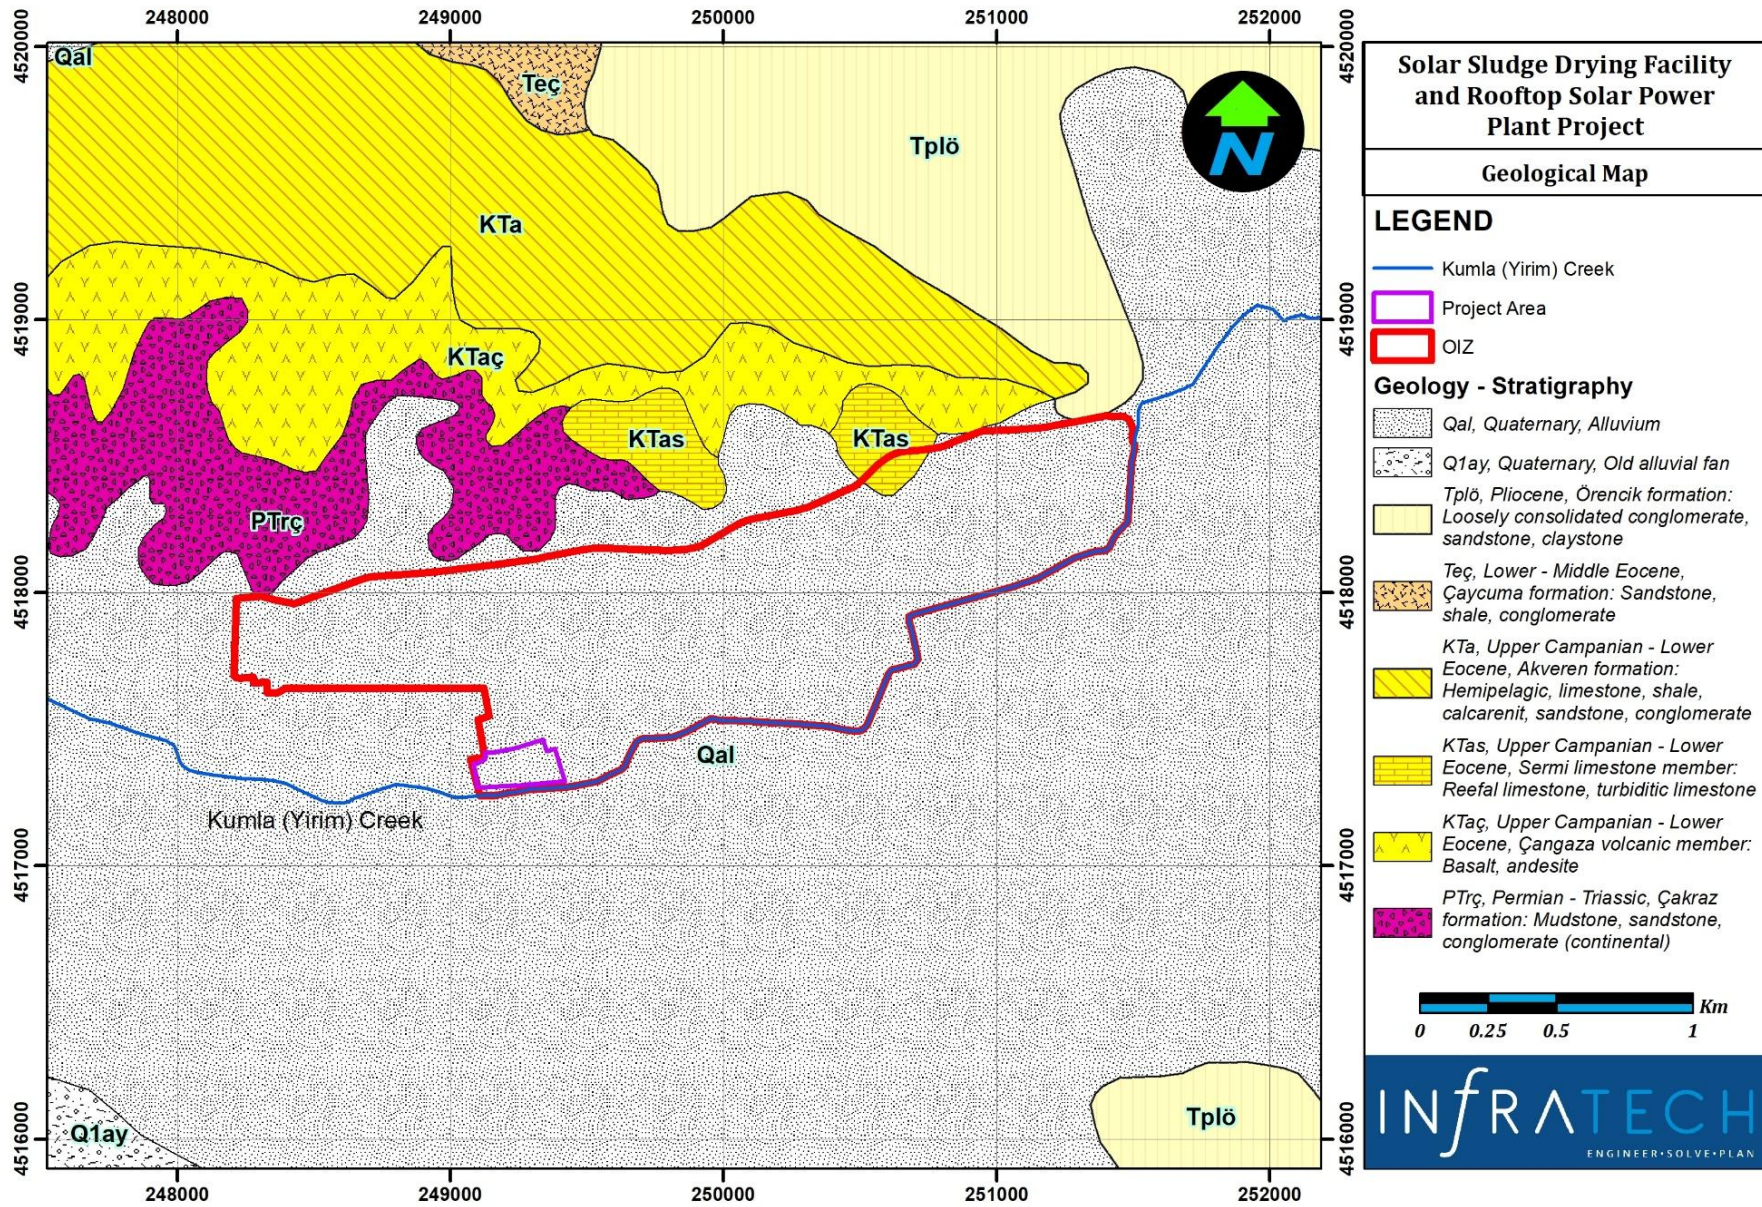 248000 249000 250000 251000 252000
4520000 4519000 4518000 4517000 4516000
Qal
Teç
Tplö
KTa
KTaç
KTas
KTas
PTrç
Qal
Kumla (Yirim) Creek
Q1ay
Tplö
N
4520000 4519000 4518000 4517000 4516000
248000 249000 250000 251000 252000
Solar Sludge Drying Facility
and Rooftop Solar Power
Plant Project
Geological Map
LEGEND
Kumla (Yirim) Creek
Project Area
OIZ
Geology - Stratigraphy
Qal, Quaternary, Alluvium
Q1ay, Quaternary, Old alluvial fan
Tplö, Pliocene, Örencik formation:
Loosely consolidated conglomerate,
sandstone, claystone
Teç, Lower - Middle Eocene,
Çaycuma formation: Sandstone,
shale, conglomerate
KTa, Upper Campanian - Lower
Eocene, Akveren formation:
Hemipelagic, limestone, shale,
calcarenit, sandstone, conglomerate
KTas, Upper Campanian - Lower
Eocene, Sermi limestone member:
Reefal limestone, turbiditic limestone
KTaç, Upper Campanian - Lower
Eocene, Çangaza volcanic member:
Basalt, andesite
PTrç, Permian - Triassic, Çakraz
formation: Mudstone, sandstone,
conglomerate (continental)
Km
0 0.25 0.5 1
INFRATECH
ENGINEER•SOLVE•PLAN